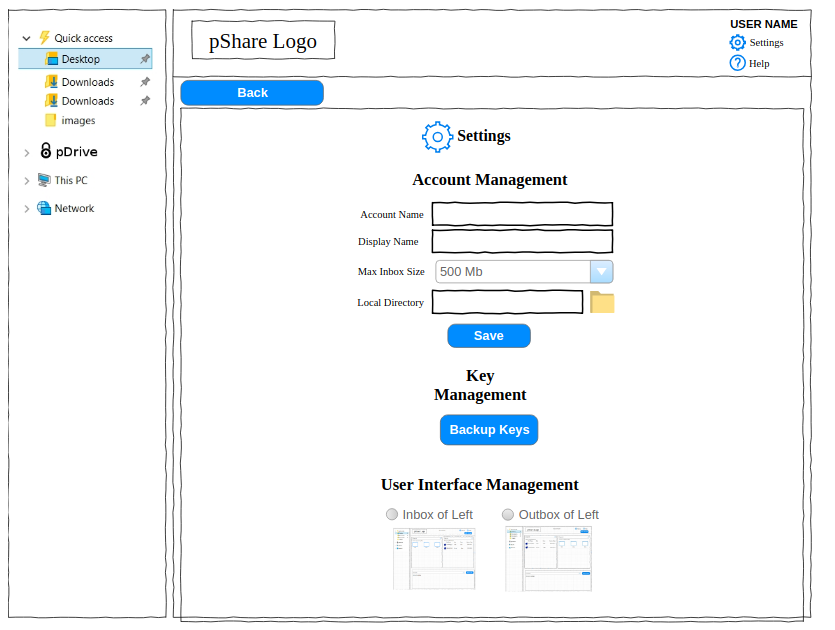 Quick access
Desktop
Downloads
Downloads
images
pDrive
This PC
Network
pShare Logo
USER NAME
Settings
Help
Back
Settings
Account Management
Account Name
Display Name
Max Inbox Size
500 Mb
Local Directory
Save
Key
Management
Backup Keys
User Interface Management
Inbox of Left
Outbox of Left